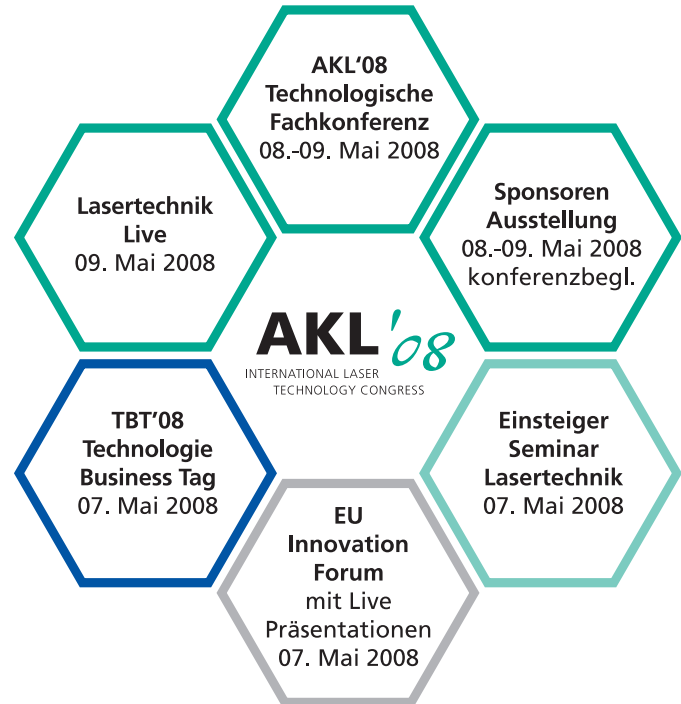 AKL‘08
Technologische
Fachkonferenz
08.-09. Mai 2008
Lasertechnik
Live
09. Mai 2008
Sponsoren
Ausstellung
08.-09. Mai 2008
konferenzbegl.
AKL'08
INTERNATIONAL LASER
TECHNOLOGY CONGRESS
TBT’08
Technologie
Business Tag
07. Mai 2008
Einsteiger
Seminar
Lasertechnik
07. Mai 2008
EU
Innovation
Forum
mit Live
Präsentationen
07. Mai 2008